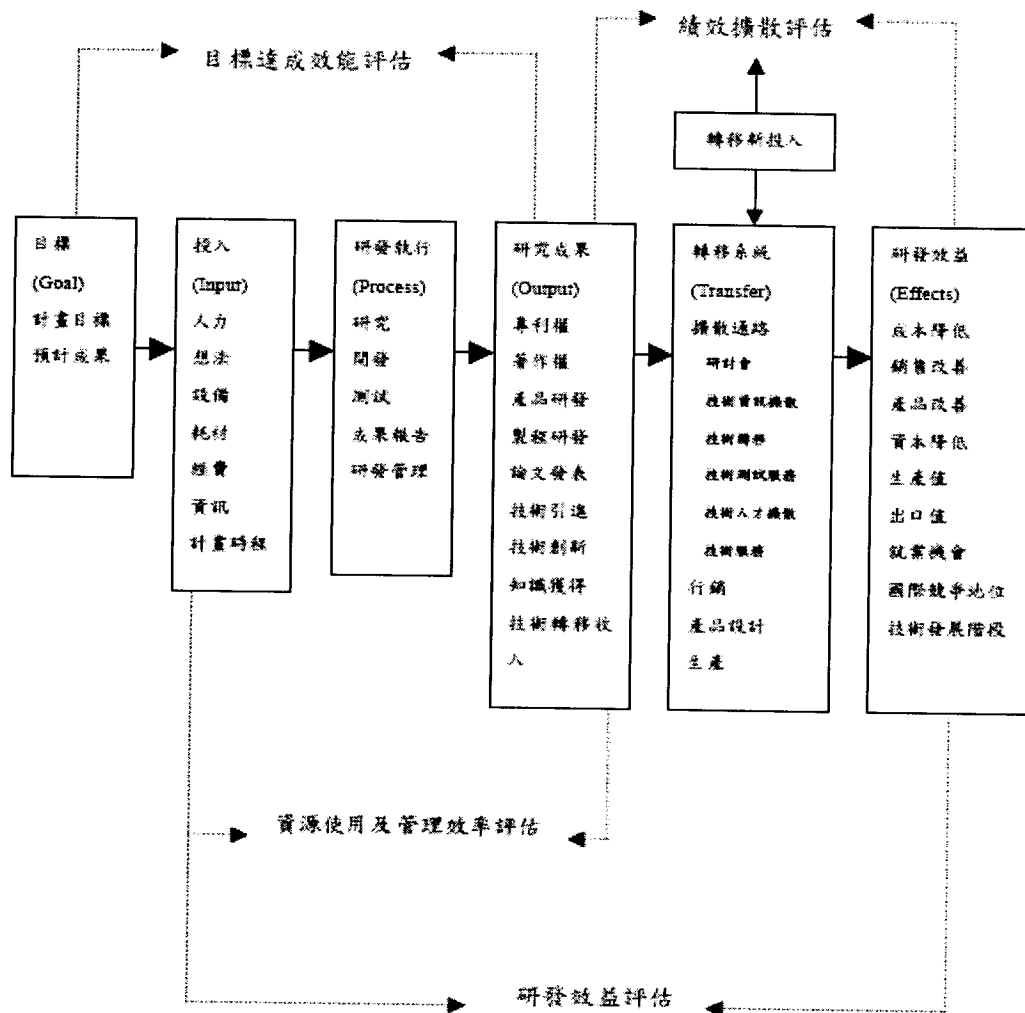 績效擴散評估
目標達成效能評估
轉移新投入
目標
(Goal)
計畫目標
預計成果
投入
(Inpur)
人力
想法
設備
耗材
經費
資訊
計畫時程
研發執行
(Process)
研究
開發
測試
成果報告
研發管理
研究成果
(Ourpur)
專利權
著作權
產品研發
製程研發
論文發表
技術引進
技術創新
知識獲得
技術轉移收
入
轉移系統
(Transfer)
擴散通路
研討會
技術資訊擴散
技術轉移
技術測試服務
技術人才擴散
技術服務
行銷
產品設計
生產
研發效益
(Effects)
成本降低
銷售改善
產品改善
資本降低
生產值
出口值
就業機會
國際競爭地位
技術發展階段
資源使用及管理效率評估
研發效益評估